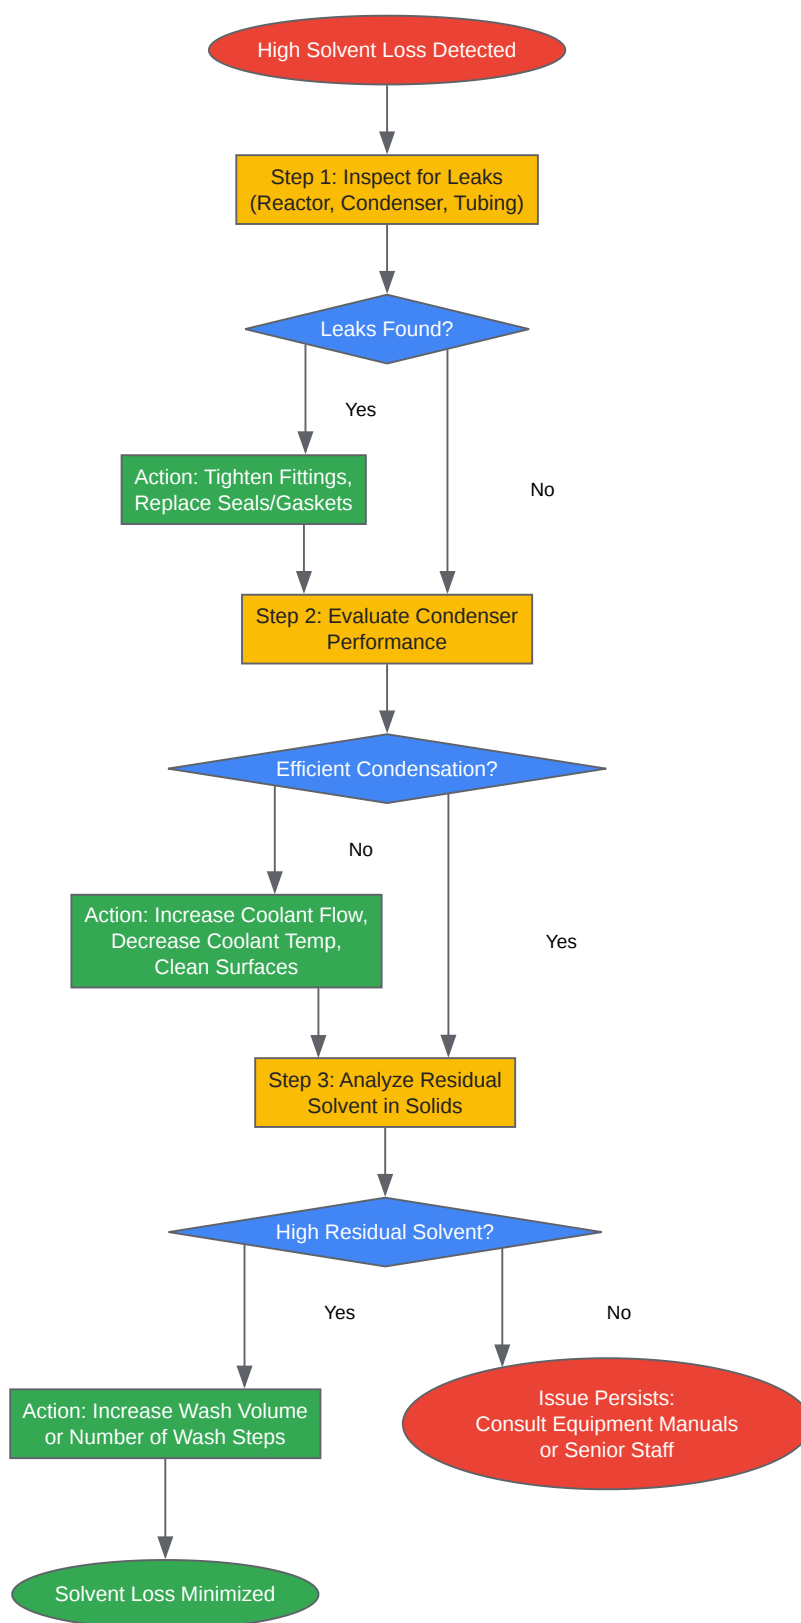 High Solvent Loss Detected
Step 1: Inspect for Leaks
(Reactor, Condenser, Tubing)
Leaks Found?
Yes
Action: Tighten Fittings,
Replace Seals/Gaskets
No
Step 2: Evaluate Condenser
Performance
Efficient Condensation?
No
Action: Increase Coolant Flow,
Decrease Coolant Temp,
Clean Surfaces
Yes
Step 3: Analyze Residual
Solvent in Solids
High Residual Solvent?
Yes
No
Action: Increase Wash Volume
or Number of Wash Steps
Issue Persists:
Consult Equipment Manuals
or Senior Staff
Solvent Loss Minimized